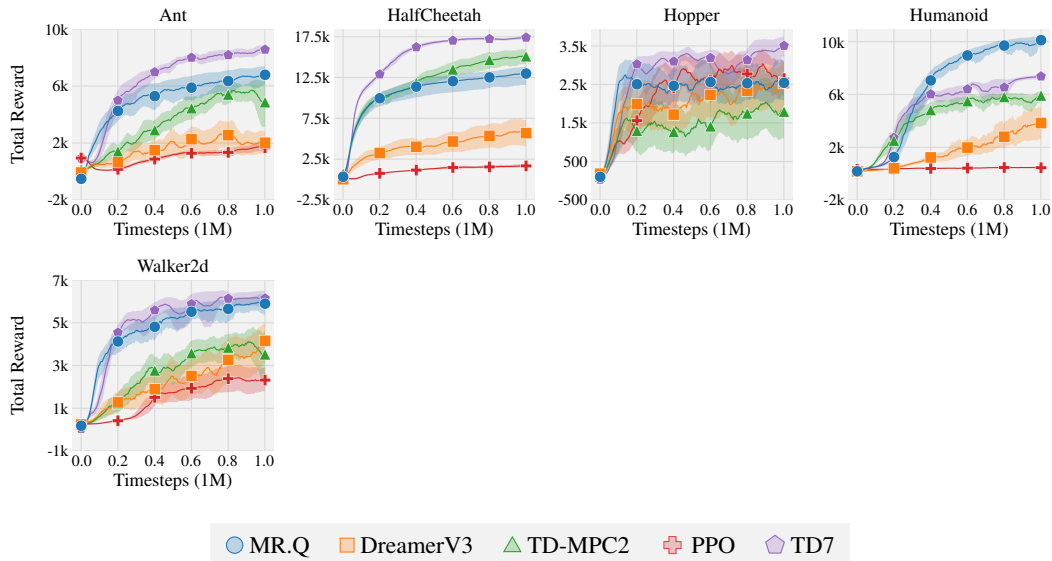 Ant
HalfCheetah
Hopper
Humanoid
Total Reward
10k
6k
2k
-2k
0.0 0.2 0.4 0.6 0.8 1.0
Timesteps (1M)
17.5k
12.5k
7.5k
2.5k
-2.5k
0.0 0.2 0.4 0.6 0.8 1.0
Timesteps (1M)
3.5k
2.5k
1.5k
500
-500
0.0 0.2 0.4 0.6 0.8 1.0
Timesteps (1M)
10k
6k
2k
-2k
0.0 0.2 0.4 0.6 0.8 1.0
Timesteps (1M)
Walker2d
Total Reward
7k
5k
3k
1k
-1k
0.0 0.2 0.4 0.6 0.8 1.0
Timesteps (1M)
MR.Q DreamerV3 TD-MPC2 PPO TD7